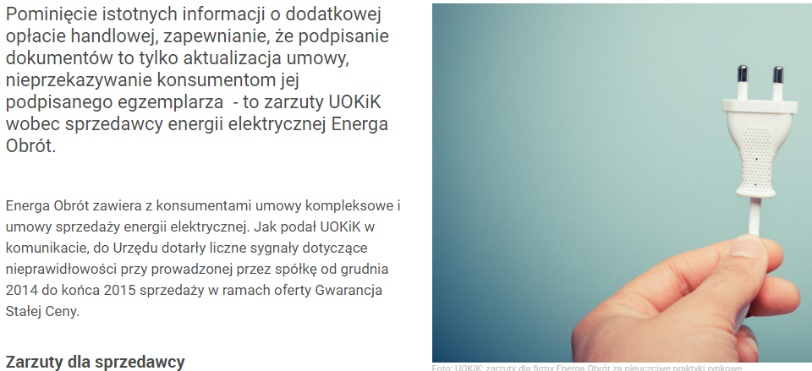 Pominięcie istotnych informacji o dodatkowej
opłacie handlowej, zapewnianie, że podpisanie
dokumentów to tylko aktualizacja umowy,
nieprzekazywanie konsumentom jej
podpisanego egzemplarza  - to zarzuty UOKiK
wobec sprzedawcy energii elektrycznej Energa
Obrót.
Energa Obrót zawiera z konsumentami umowy kompleksowe i
umowy sprzedaży energii elektrycznej. Jak podał UOKiK w
komunikacie, do Urzędu dotarły liczne sygnały dotyczące
nieprawidłowości przy prowadzonej przez spółkę od grudnia
2014 do końca 2015 sprzedaży w ramach oferty Gwarancja
Stałej Ceny.
Zarzuty dla sprzedawcy
Foto: UOKiK: zarzuty dla firmy Energa Obrót za nieuczciwe praktyki rynkowe